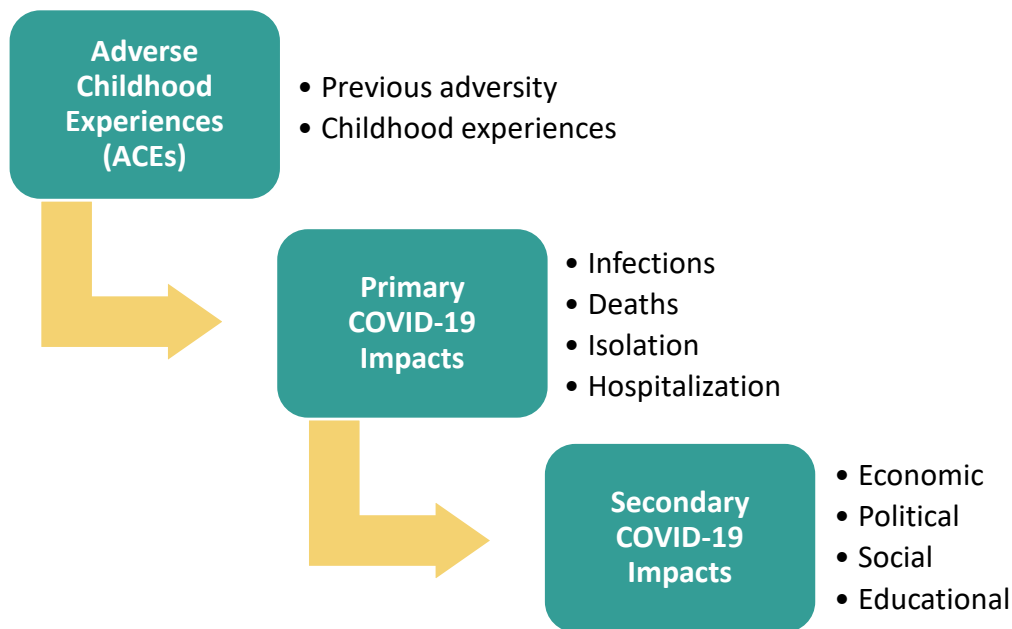 Adverse
Childhood
Experiences
(ACEs)
• Previous adversity
• Childhood experiences
Primary
COVID-19
Impacts
• Infections
• Deaths
• Isolation
• Hospitalization
Secondary
COVID-19
Impacts
• Economic
• Political
• Social
• Educational